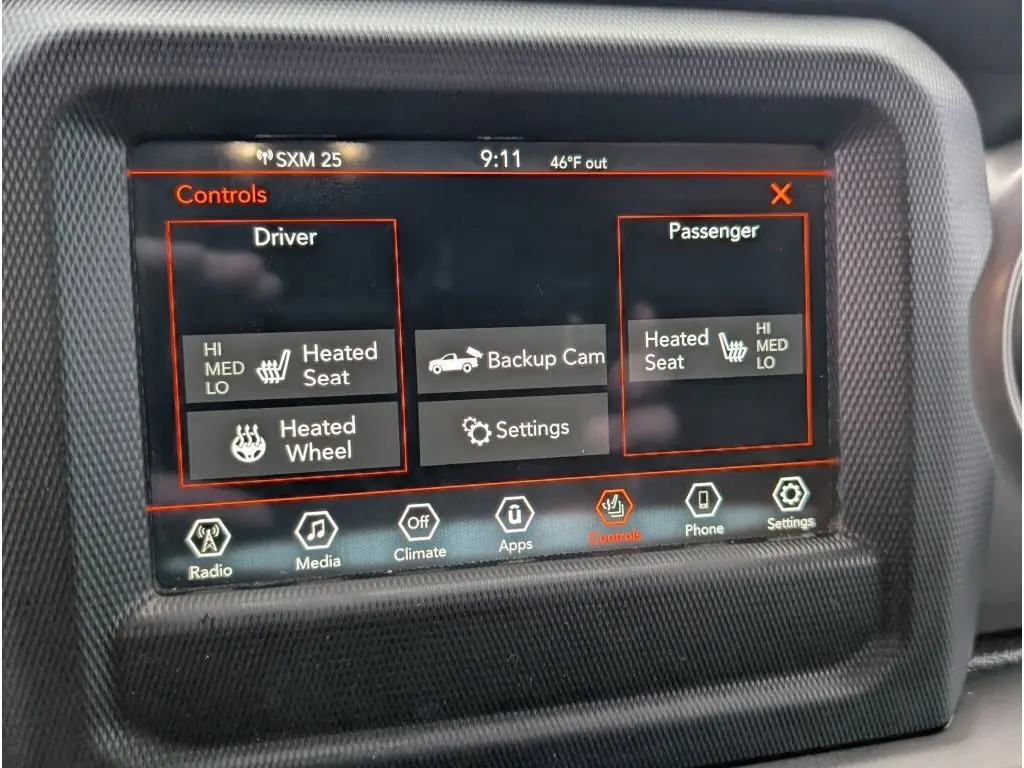 SXM 25 9:11 46°F out
Controls X
Driver
HI
MED
LO
Heated
Seat
Heated
Wheel
Backup Cam
Settings
Passenger
Heated
Seat
HI
MED
LO
Radio
Media
Off
Climate
Apps
Controls
Phone
Settings